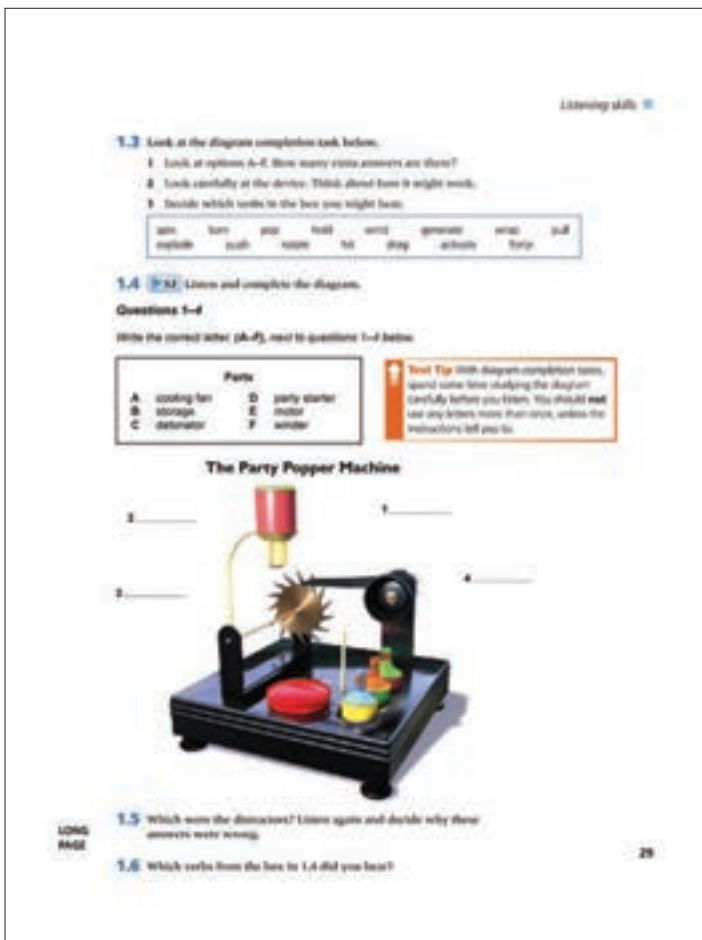 Listening skills
1.3 Look at the diagram completion task below.
1 Look at options A–F. How many extra answers are there?
2 Look carefully at the device. Think about how it might work.
3 Decide which verbs in the box you might hear.
spin turn pop hold wind generate wrap pull
explode push rotate hit drag activate force
1.4 Listen and complete the diagram.
Questions 1–4
Write the correct letter, (A–F), next to questions 1–4 below.
Parts
A cooling fan D party starter
B storage E motor
C detonator F winder
Test Tip With diagram completion tasks,
spend some time studying the diagram
carefully before you listen. You should not
use any letters more than once, unless the
instructions tell you to.
The Party Popper Machine
1
2
3
4
1.5 Which were the distractors? Listen again and decide why these
answers were wrong.
1.6 Which verbs from the box in 1.4 did you hear?
LONG
PAGE
29